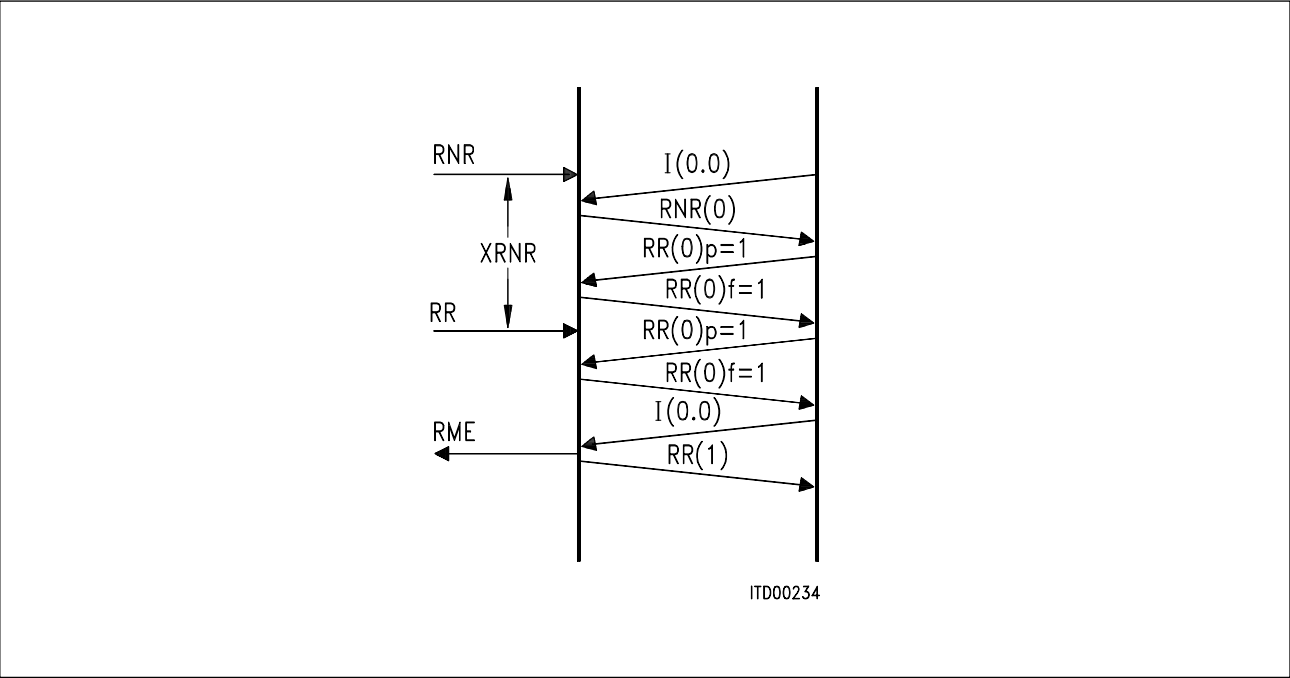 RNR
I(0.0)
RNR(0)
RR(0)p=1
XRNR
RR(0)f=1
RR
RR(0)p=1
RR(0)f=1
I(0.0)
RME
RR(1)
ITD00234